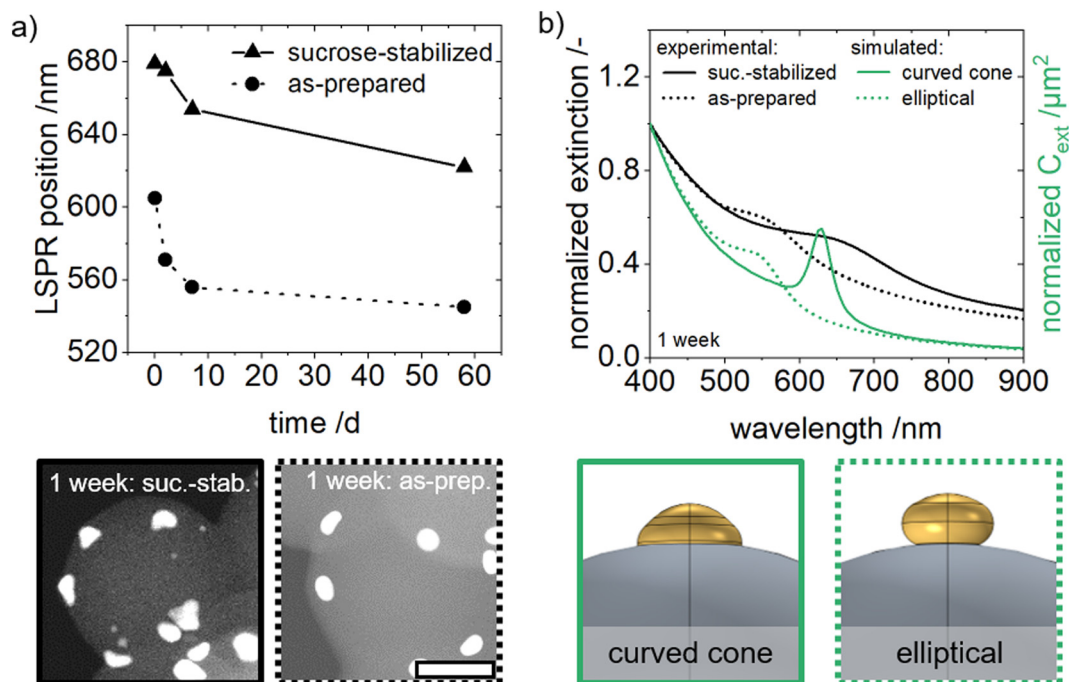 a)
LSPR position /nm
680
640
600
560
520
sucrose-stabilized
as-prepared
0 10 20 30 40 50 60
time /d
b)
normalized extinction /-
1.2
0.8
0.4
0.0
experimental: simulated:
suc.-stabilized curved cone
as-prepared elliptical
1 week
400 500 600 700 800 900
wavelength /nm
normalized C_ext /µm²
1 week: suc.-stab.
1 week: as-prep.
curved cone
elliptical